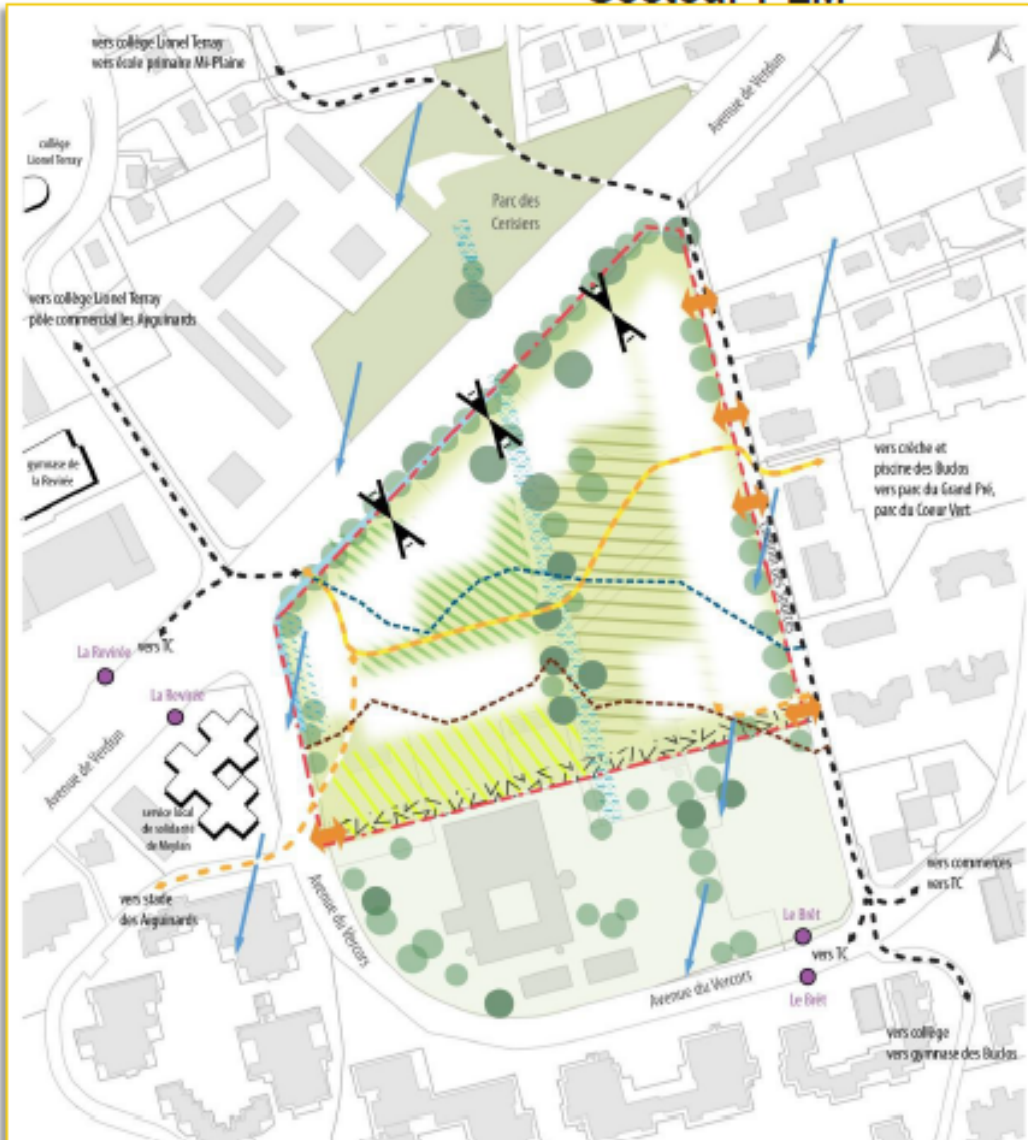 vers collège Lionel Terray
vers école primaire Mi-Plaine
Avenue de Verdun
collège
Lionel Terray
Parc des
Cerisiers
vers collège Lionel Terray
pôle commercial les Ayguinards
gymnase de
la Revirée
vers crèche et
piscine des Buclos
vers parc du Grand Pré,
parc du Coeur Vert
vers TC
La Revirée
La Revirée
Avenue de Verdun
service local
de solidarité
de Meylan
vers stade
des Aiguinards
Avenue du Vercors
vers commerces
vers TC
Le Brêt
vers TC
Avenue du Vercors
Le Brêt
vers collège
vers gymnase des Buclos